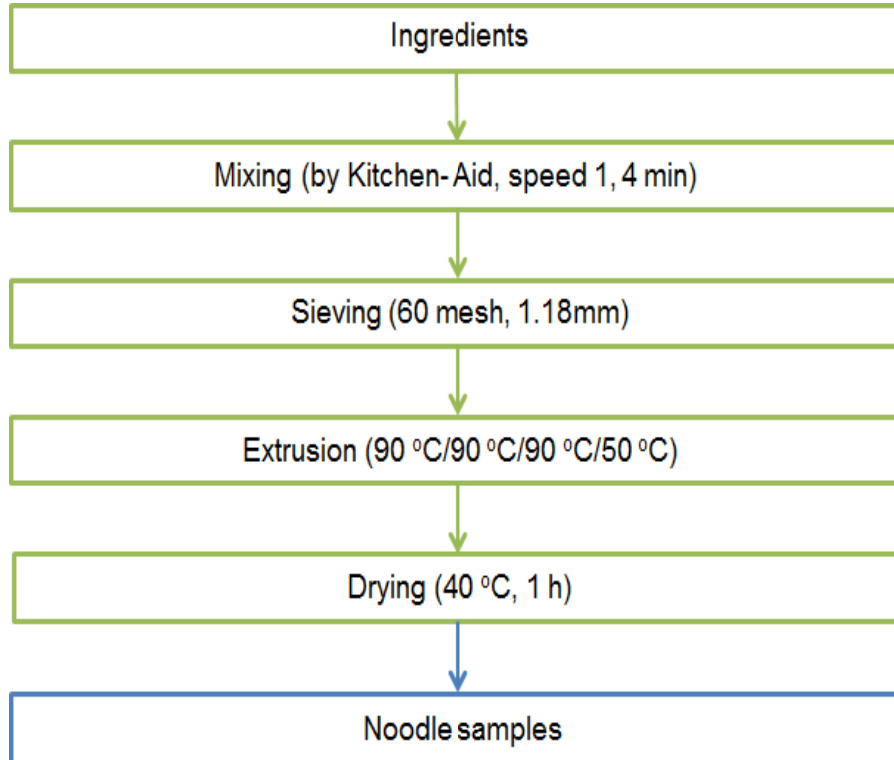 Ingredients
Mixing (by Kitchen- Aid, speed 1, 4 min)
Sieving (60 mesh, 1.18mm)
Extrusion (90 °C/90 °C/90 °C/50 °C)
Drying (40 °C, 1 h)
Noodle samples